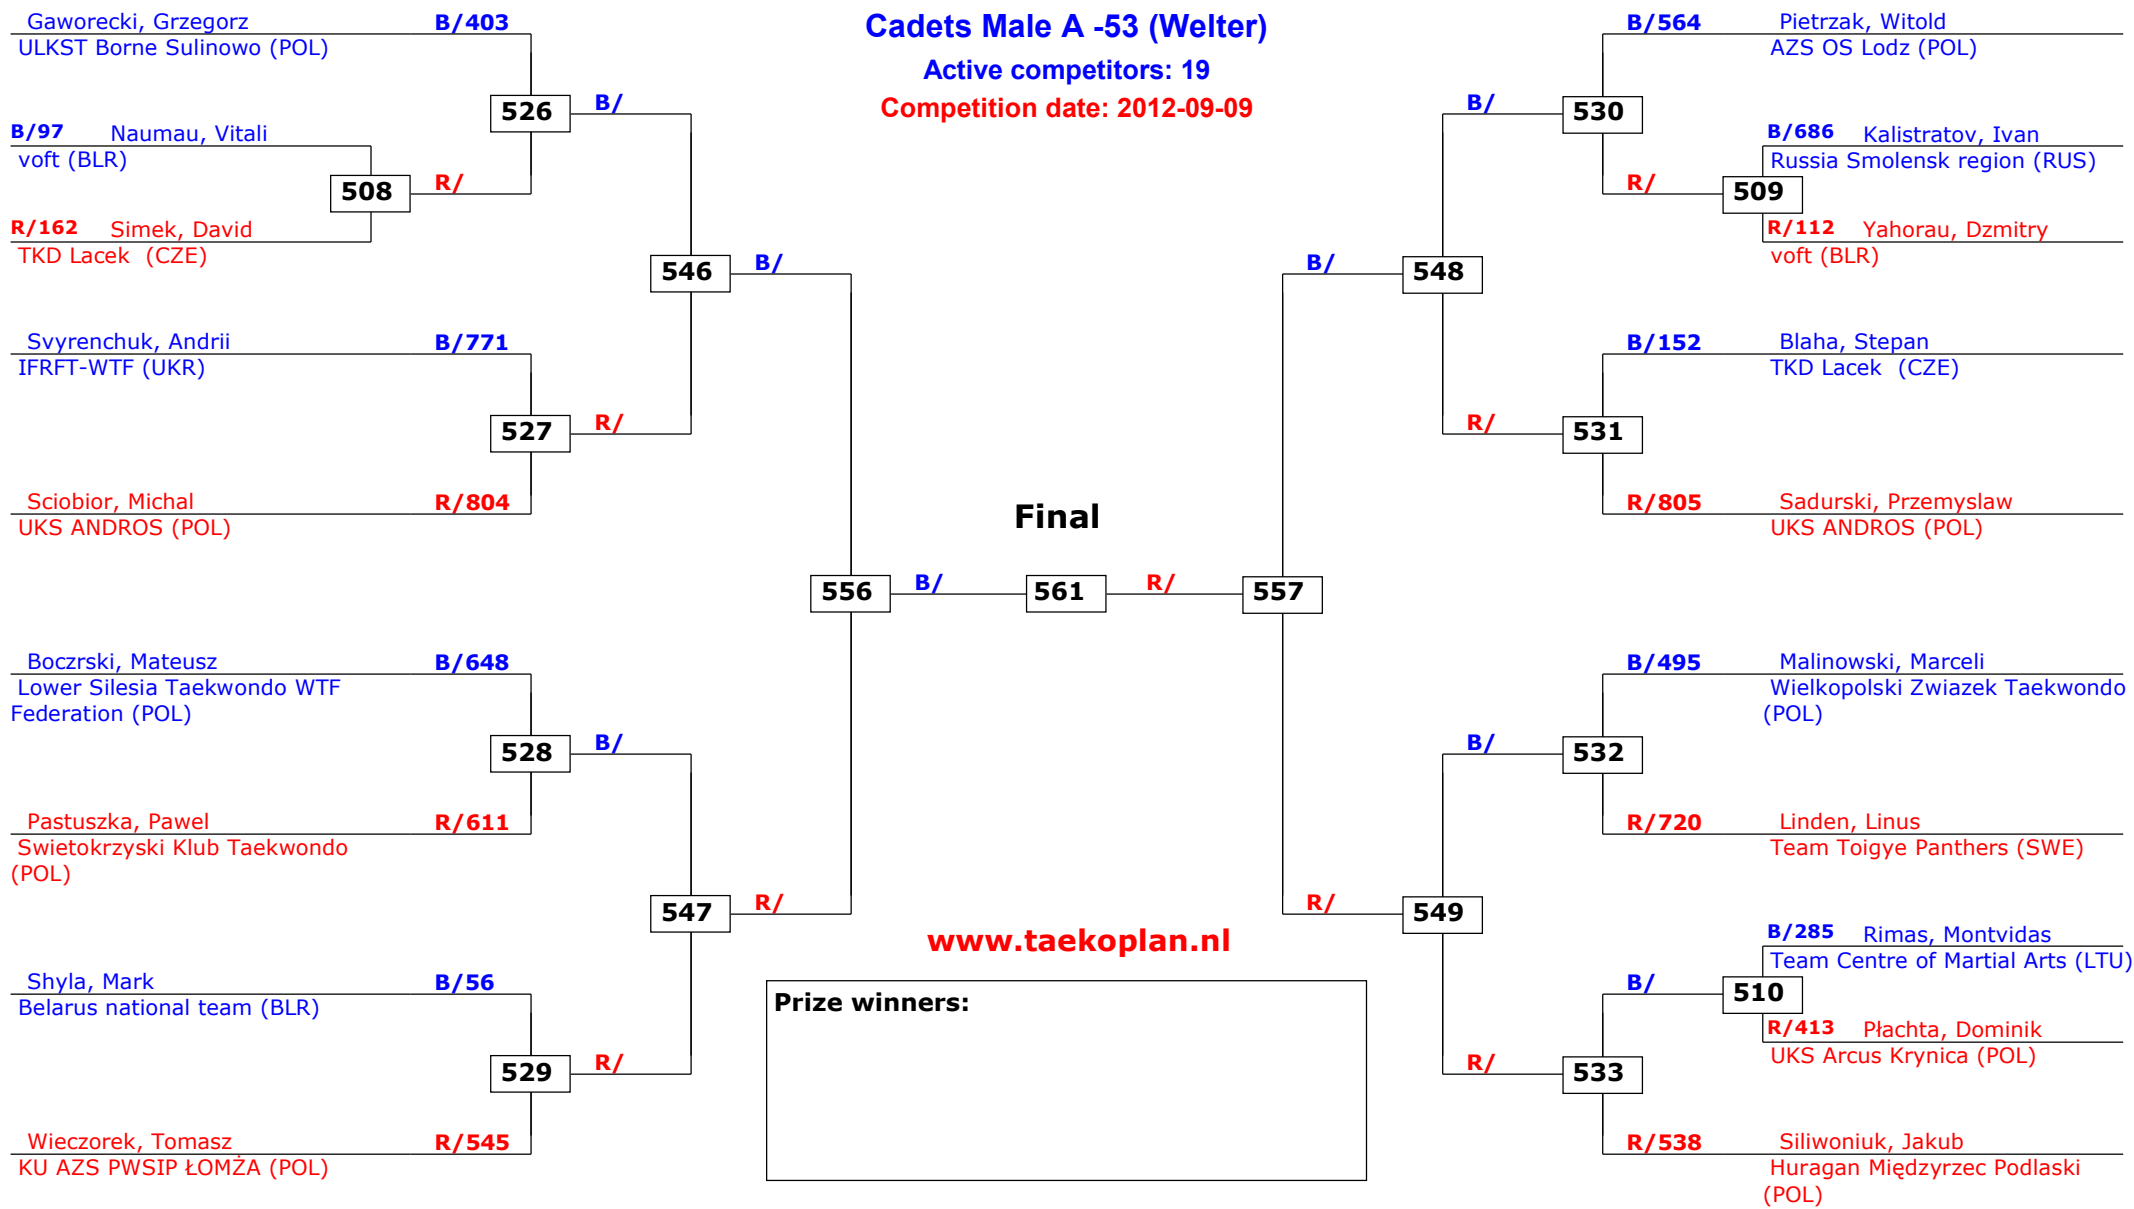 Cadets Male A -53 (Welter)
Active competitors: 19
Competition date: 2012-09-09
Gaworecki, Grzegorz B/403
ULKST Borne Sulinowo (POL)
526 B/
B/97 Naumau, Vitali
voft (BLR)
508 R/
R/162 Simek, David
TKD Lacek (CZE)
546 B/
Svyrenchuk, Andrii B/771
IFRFT-WTF (UKR)
527 R/
Sciobior, Michal R/804
UKS ANDROS (POL)
556 B/
Boczrski, Mateusz B/648
Lower Silesia Taekwondo WTF
Federation (POL)
528 B/
Pastuszka, Pawel R/611
Swietokrzyski Klub Taekwondo
(POL)
547 R/
Shyla, Mark B/56
Belarus national team (BLR)
529 R/
Wieczorek, Tomasz R/545
KU AZS PWSIP ŁOMŻA (POL)
Final
561
www.taekoplan.nl
Prize winners:
B/564 Pietrzak, Witold
AZS OS Lodz (POL)
B/ 530
B/686 Kalistratov, Ivan
Russia Smolensk region (RUS)
R/ 509
R/112 Yahorau, Dzmitry
voft (BLR)
B/ 548
B/152 Blaha, Stepan
TKD Lacek (CZE)
R/ 531
R/805 Sadurski, Przemyslaw
UKS ANDROS (POL)
R/ 557
B/495 Malinowski, Marceli
Wielkopolski Zwiazek Taekwondo
(POL)
B/ 532
R/720 Linden, Linus
Team Toigye Panthers (SWE)
R/ 549
B/285 Rimas, Montvidas
Team Centre of Martial Arts (LTU)
B/ 510
R/413 Płachta, Dominik
UKS Arcus Krynica (POL)
R/ 533
R/538 Siliwoniuk, Jakub
Huragan Międzyrzec Podlaski
(POL)